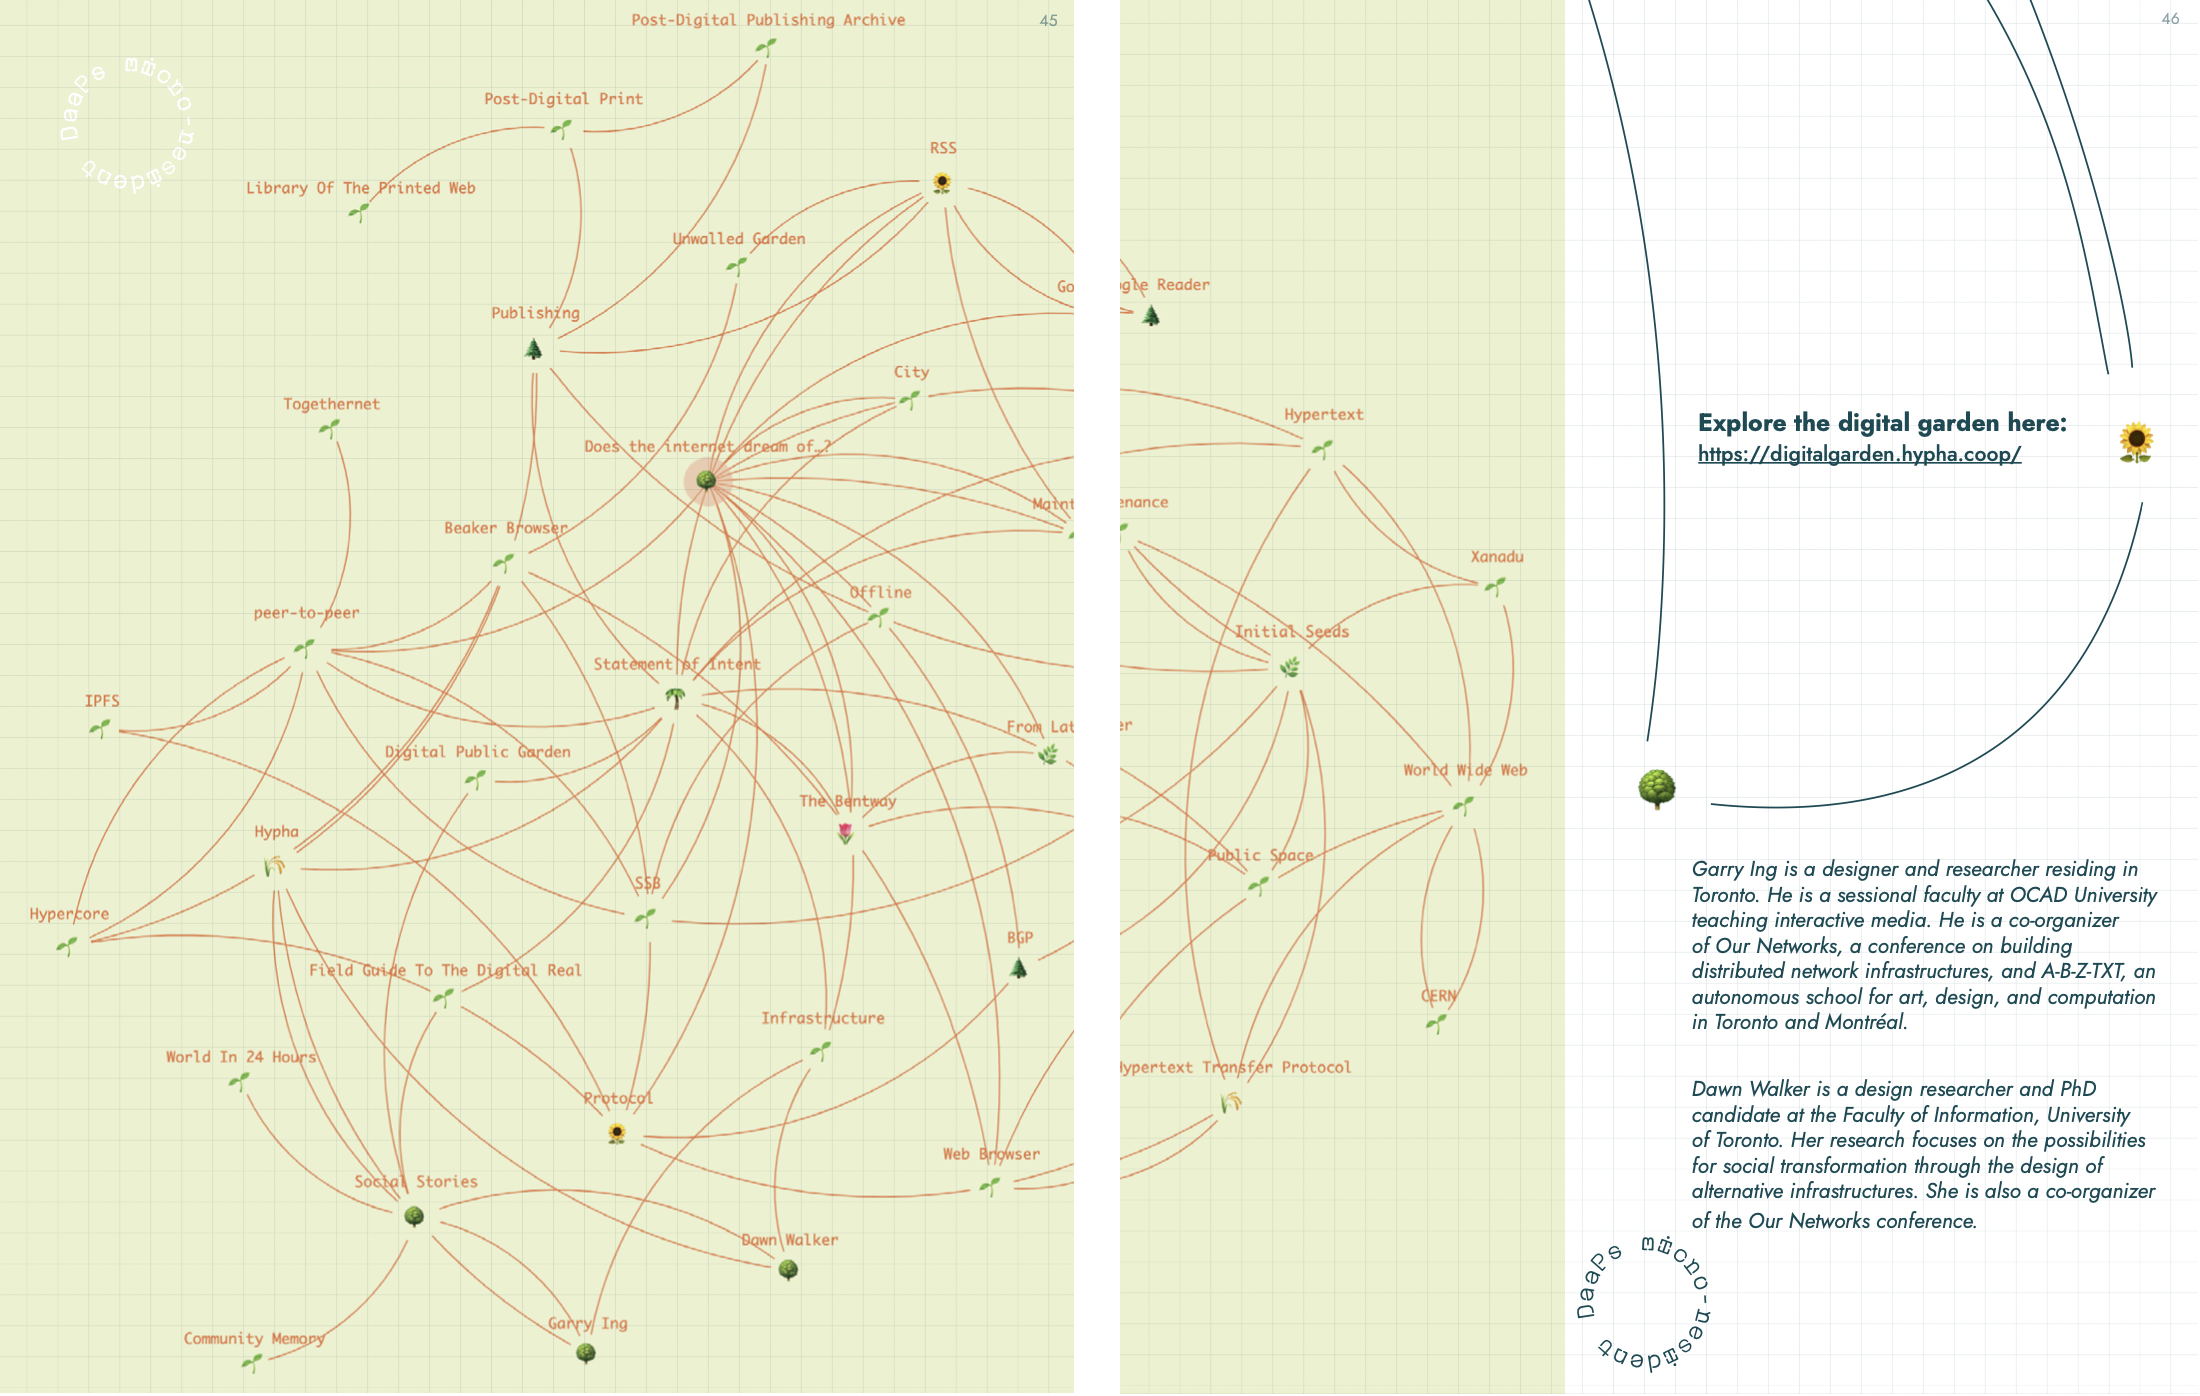 Post-Digital Publishing Archive
45
Post-Digital Print
Library Of The Printed Web
RSS
Unwalled Garden
Go
Publishing
City
Togethernet
Does the internet dream of…?
Maint
Beaker Browser
Offline
peer-to-peer
Statement of Intent
IPFS
From Lat
Digital Public Garden
The Bentway
Hypha
SSB
Hypercore
BGP
Field Guide To The Digital Real
Infrastructure
World In 24 Hours
Protocol
Web Browser
Social Stories
Dawn Walker
Garry Ing
Community Memory
46
ogle Reader
Hypertext
enance
Xanadu
Initial Seeds
er
World Wide Web
Public Space
CERN
Hypertext Transfer Protocol
Explore the digital garden here:
https://digitalgarden.hypha.coop/
Garry Ing is a designer and researcher residing in
Toronto. He is a sessional faculty at OCAD University
teaching interactive media. He is a co-organizer
of Our Networks, a conference on building
distributed network infrastructures, and A-B-Z-TXT, an
autonomous school for art, design, and computation
in Toronto and Montréal.
Dawn Walker is a design researcher and PhD
candidate at the Faculty of Information, University
of Toronto. Her research focuses on the possibilities
for social transformation through the design of
alternative infrastructures. She is also a co-organizer
of the Our Networks conference.